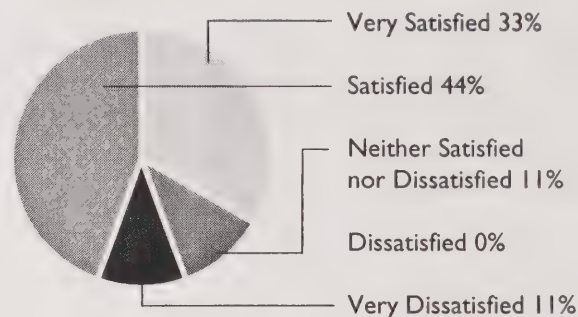 Very Satisfied 33%
Satisfied 44%
Neither Satisfied
nor Dissatisfied 11%
Dissatisfied 0%
Very Dissatisfied 11%